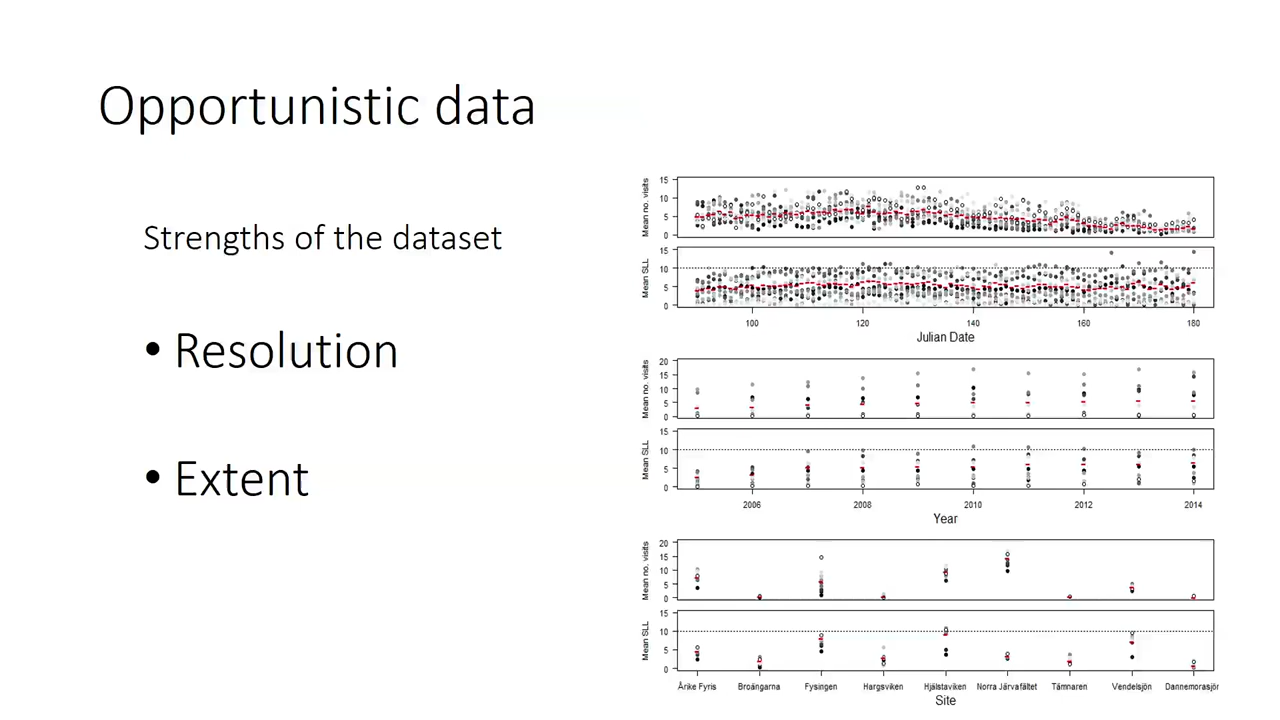 Opportunistic data
Strengths of the dataset
• Resolution
• Extent
15
10
5
0
Mean no. visits
15
10
5
0
Mean SLL
100 120 140 160 180
Julian Date
20
15
10
5
0
Mean no. visits
15
10
5
0
Mean SLL
2006 2008 2010 2012 2014
Year
20
15
10
5
0
Mean no. visits
15
10
5
0
Mean SLL
Årike Fyris Broängarna Fysingen Hargsviken Hjälstaviken Norra Järvafältet Tämnaren Vendelsjön Dannemorasjör
Site